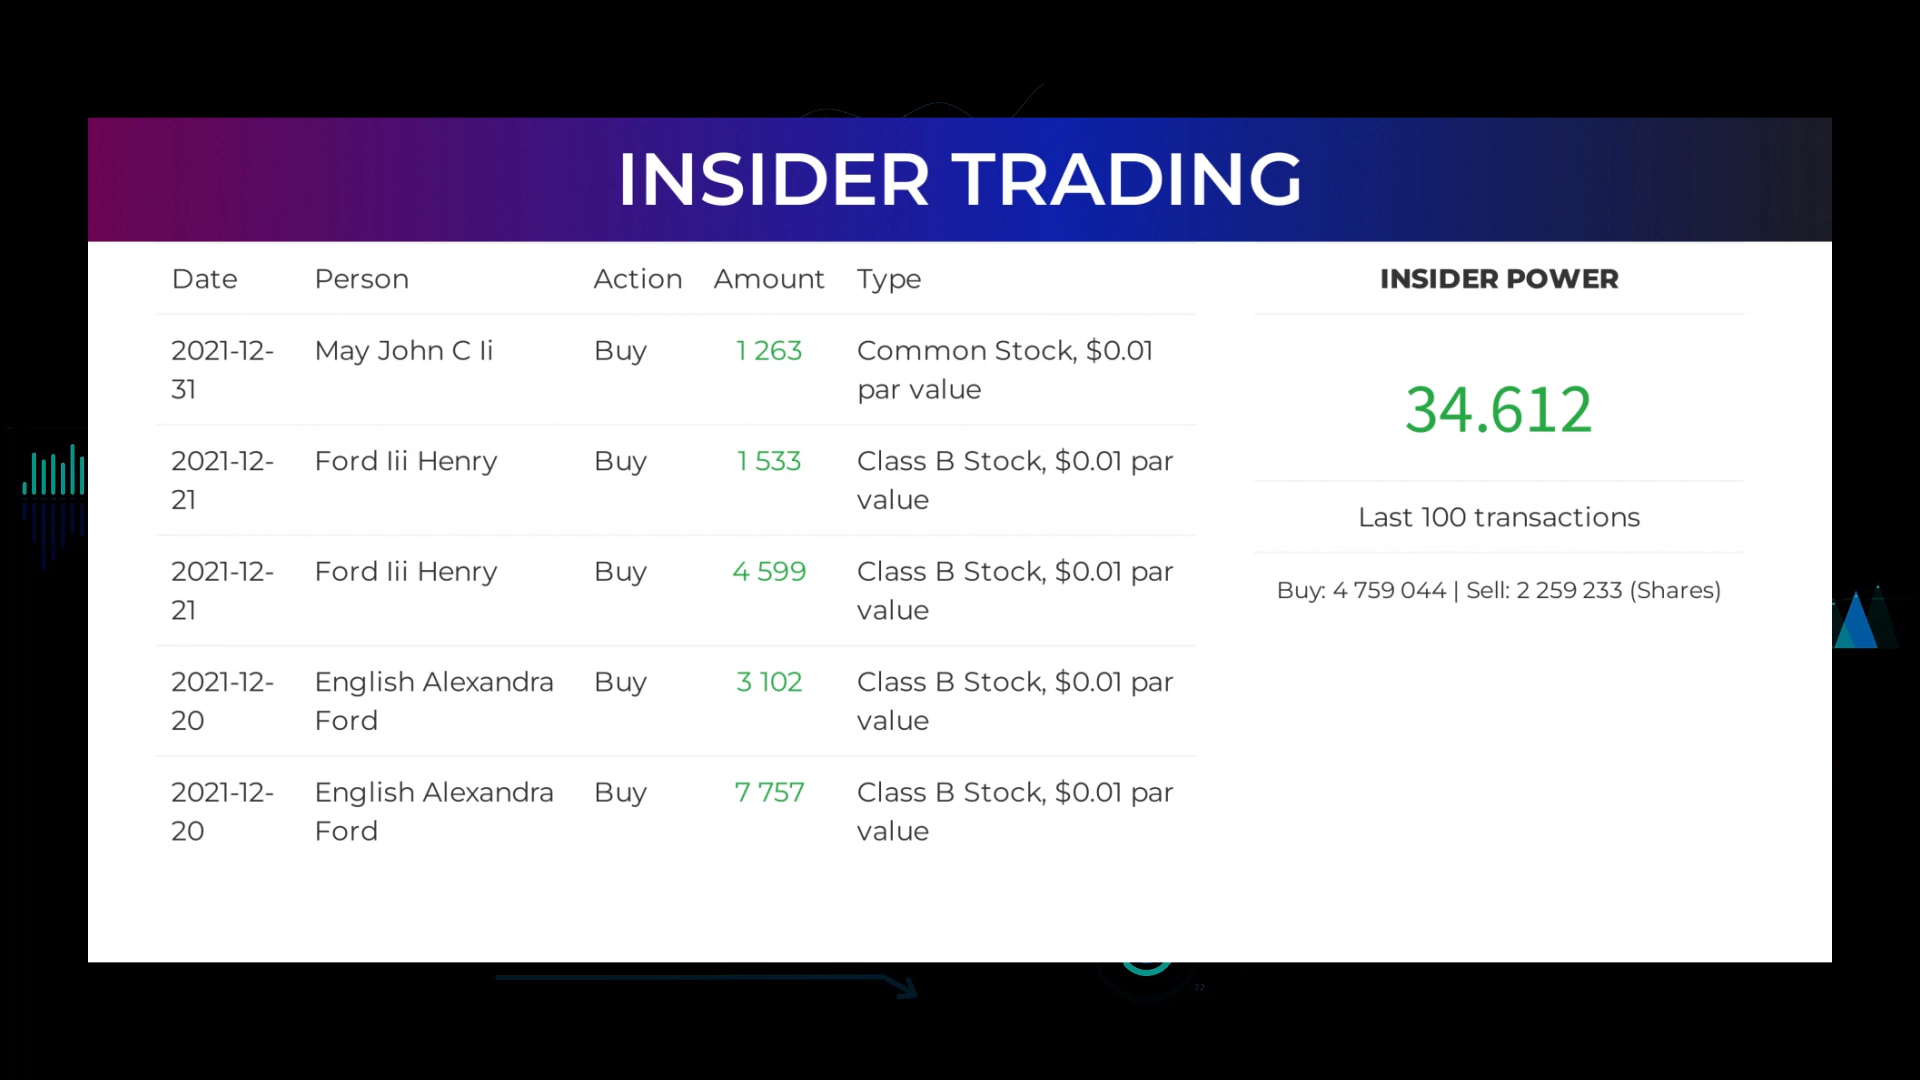 INSIDER TRADING
Date Person Action Amount Type
2021-12- May John C Ii Buy 1 263 Common Stock, $0.01
31 par value
2021-12- Ford Iii Henry Buy 1 533 Class B Stock, $0.01 par
21 value
2021-12- Ford Iii Henry Buy 4 599 Class B Stock, $0.01 par
21 value
2021-12- English Alexandra Buy 3 102 Class B Stock, $0.01 par
20 Ford value
2021-12- English Alexandra Buy 7 757 Class B Stock, $0.01 par
20 Ford value
INSIDER POWER
34.612
Last 100 transactions
Buy: 4 759 044 | Sell: 2 259 233 (Shares)
77